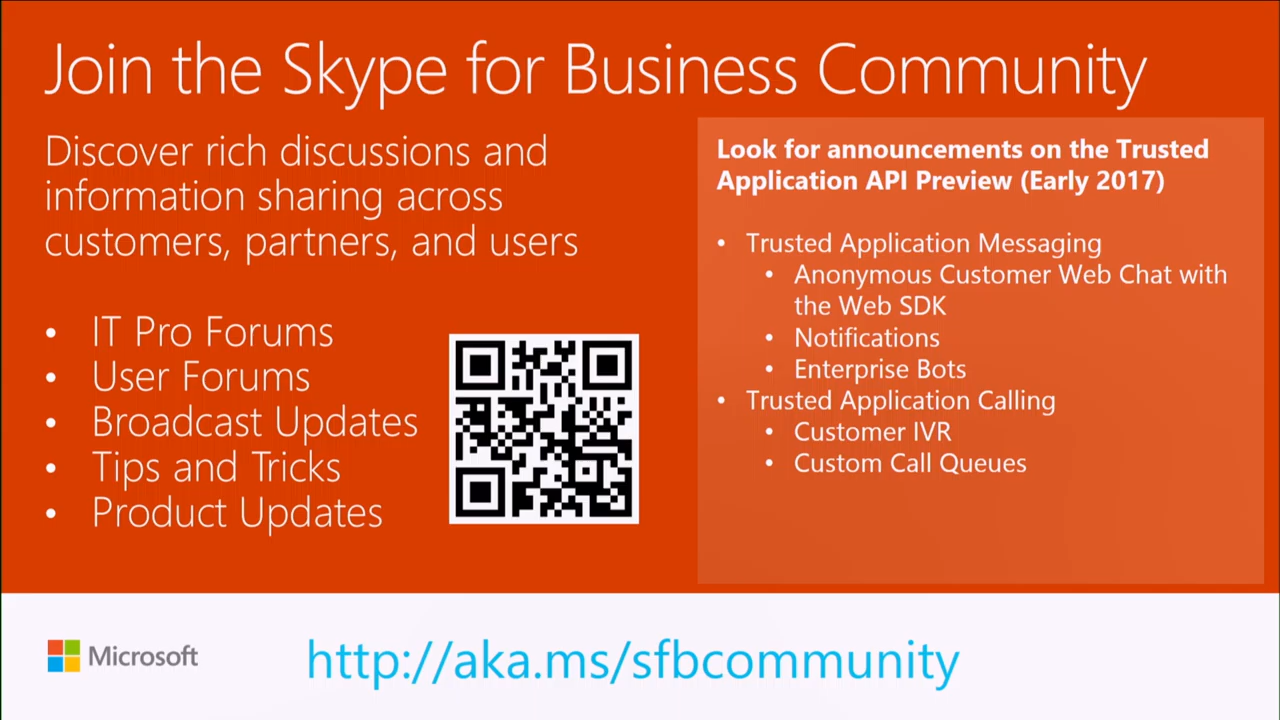 Join the Skype for Business Community
Discover rich discussions and
information sharing across
customers, partners, and users
• IT Pro Forums
• User Forums
• Broadcast Updates
• Tips and Tricks
• Product Updates
Look for announcements on the Trusted
Application API Preview (Early 2017)
• Trusted Application Messaging
• Anonymous Customer Web Chat with
the Web SDK
• Notifications
• Enterprise Bots
• Trusted Application Calling
• Customer IVR
• Custom Call Queues
Microsoft
http://aka.ms/sfbcommunity